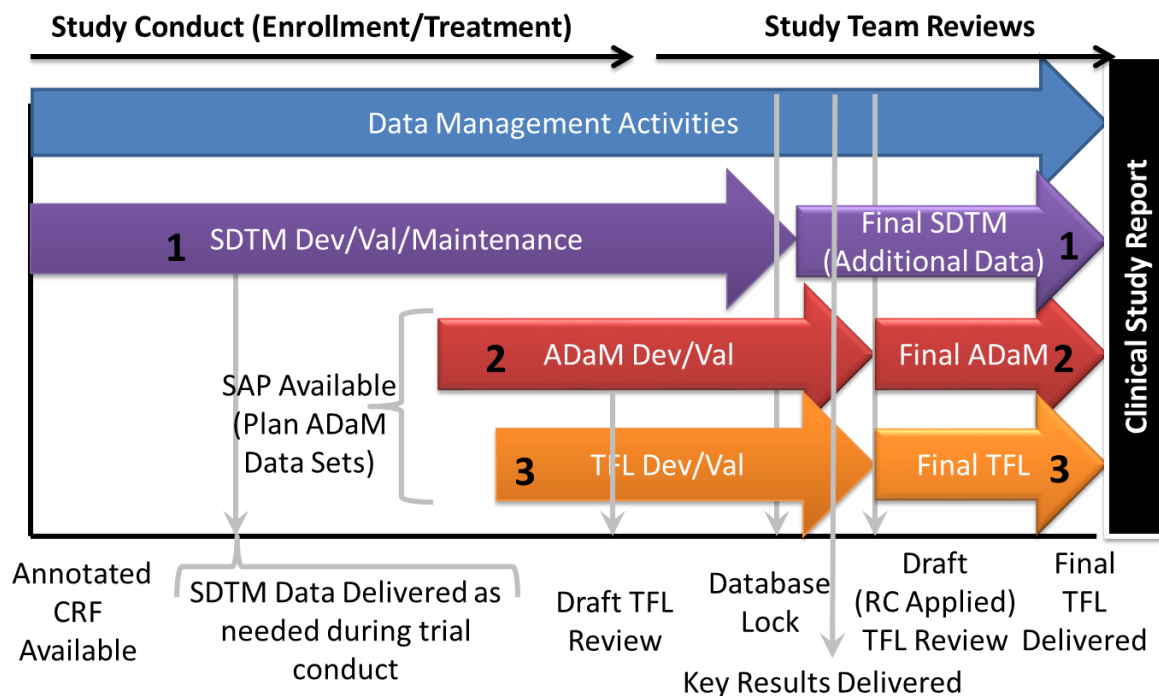 Study Conduct (Enrollment/Treatment)
Study Team Reviews
Data Management Activities
1
SDTM Dev/Val/Maintenance
Final SDTM
(Additional Data)
1
2
ADaM Dev/Val
Final ADaM
2
SAP Available
(Plan ADaM
Data Sets)
3
TFL Dev/Val
Final TFL
3
Clinical Study Report
Annotated
CRF
Available
SDTM Data Delivered as
needed during trial
conduct
Draft TFL
Review
Database
Lock
Key Results Delivered
Draft
(RC Applied)
TFL Review
Final
TFL
Delivered